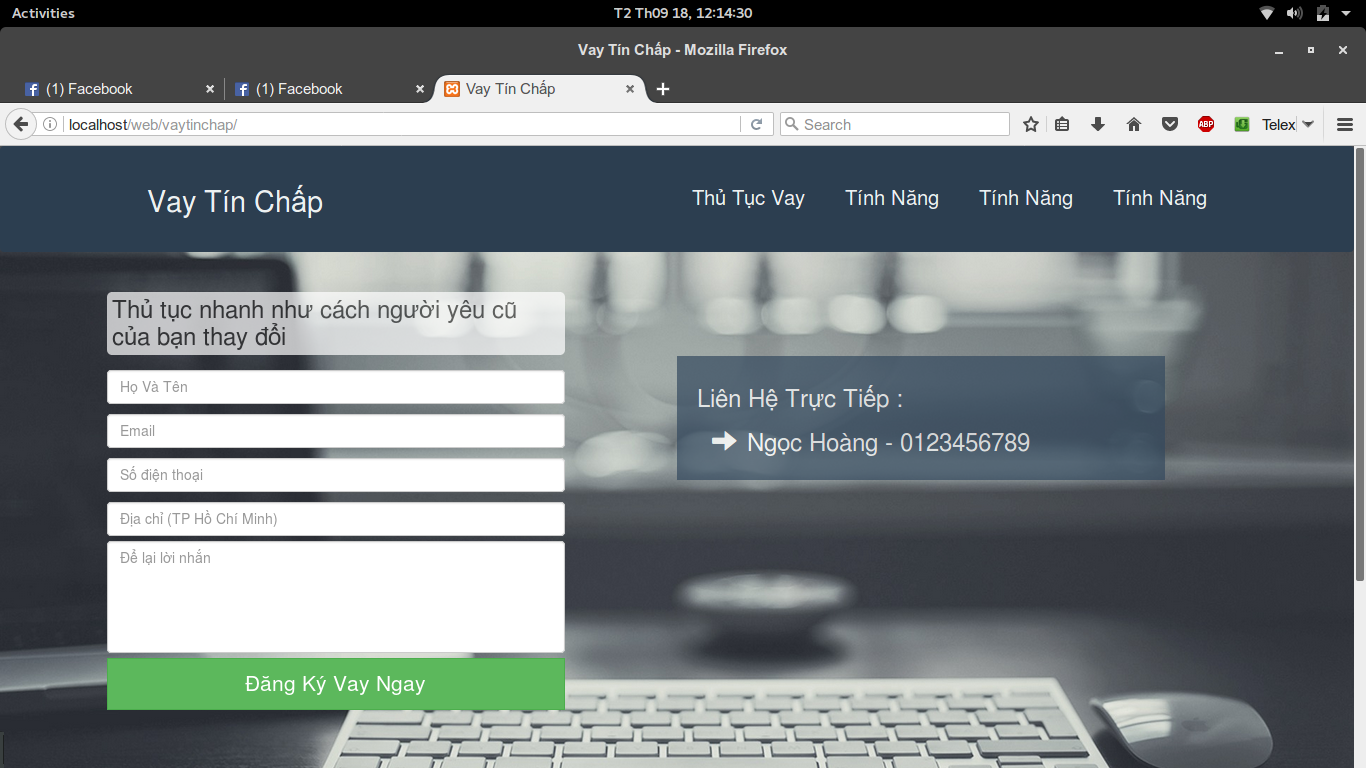 Activities
T2 Th09 18, 12:14:30
Vay Tín Chấp - Mozilla Firefox
(1) Facebook
(1) Facebook
Vay Tín Chấp
localhost/web/vaytinchap/
Search
ABP
Telex
Vay Tín Chấp
Thủ Tục Vay
Tính Năng
Tính Năng
Tính Năng
Thủ tục nhanh như cách người yêu cũ
của bạn thay đổi
Họ Và Tên
Email
Số điện thoại
Địa chỉ (TP Hồ Chí Minh)
Để lại lời nhắn
Đăng Ký Vay Ngay
Liên Hệ Trực Tiếp :
Ngọc Hoàng - 0123456789